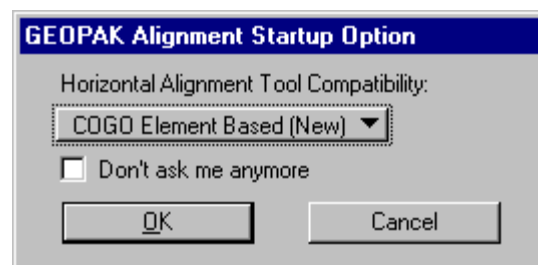 GEOPAK Alignment Startup Option
Horizontal Alignment Tool Compatibility:
COGO Element Based (New)
Don't ask me anymore
OK Cancel